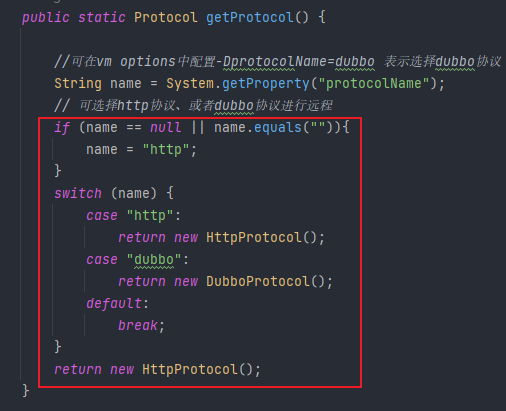 public static Protocol getProtocol() {
//可在vm options中配置-DprotocolName=dubbo 表示选择dubbo协议
String name = System.getProperty("protocolName");
// 可选择http协议、或者dubbo协议进行远程
if (name == null || name.equals("")){
name = "http";
}
switch (name) {
case "http":
return new HttpProtocol();
case "dubbo":
return new DubboProtocol();
default:
break;
}
return new HttpProtocol();
}